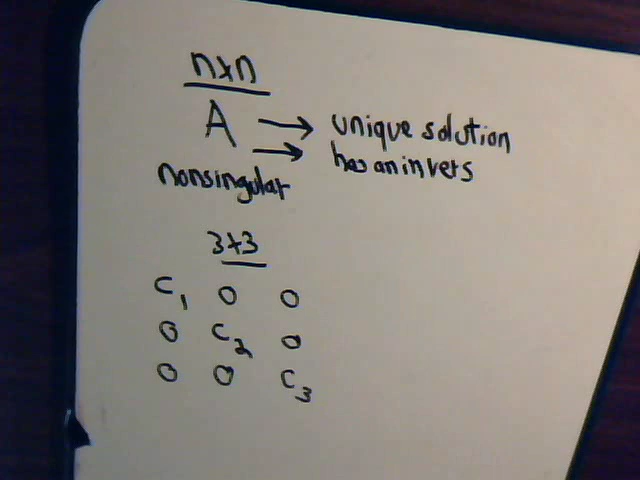 nxn
A → unique solution
→ has an invers
nonsingular
3x3
C1 0 0
0 C2 0
0 0 C3